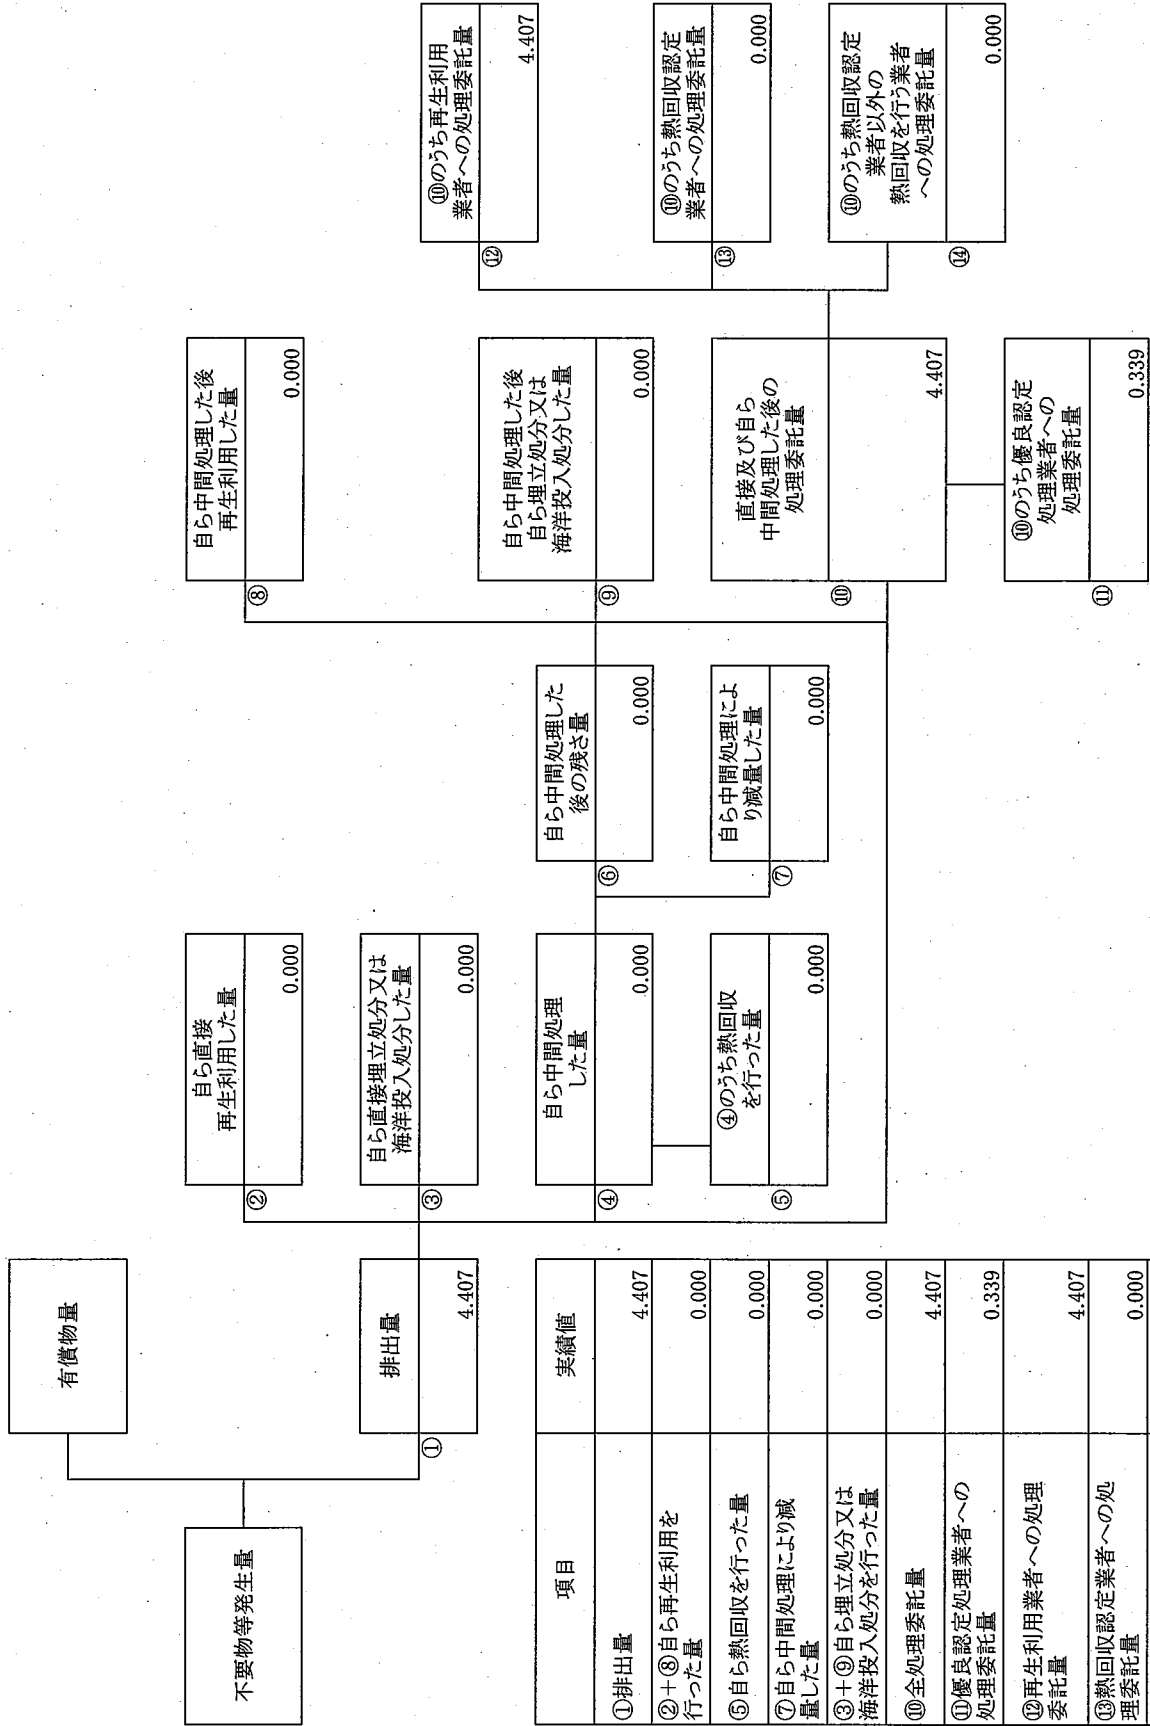 有償物量
不要物等発生量
排出量
①
4.407
自ら直接
再生利用した量
②
0.000
自ら直接埋立処分又は
海洋投入処分した量
③
0.000
自ら中間処理
した量
④
0.000
④のうち熱回収
を行った量
⑤
0.000
自ら中間処理した
後の残さ量
⑥
0.000
自ら中間処理によ
り減量した量
⑦
0.000
自ら中間処理した後
再生利用した量
⑧
0.000
自ら中間処理した後
自ら埋立処分又は
海洋投入処分した量
⑨
0.000
直接及び自ら
中間処理した後の
処理委託量
⑩
4.407
⑩のうち優良認定
処理業者への
処理委託量
⑪
0.339
⑩のうち再生利用
業者への処理委託量
⑫
4.407
⑩のうち熱回収認定
業者への処理委託量
⑬
0.000
⑩のうち熱回収認定
業者以外の
熱回収を行う業者
への処理委託量
⑭
0.000
項目 実績値
①排出量 4.407
②＋⑧自ら再生利用を
行った量 0.000
⑤自ら熱回収を行った量 0.000
⑦自ら中間処理により減
量した量 0.000
③＋⑨自ら埋立処分又は
海洋投入処分を行った量 0.000
⑩全処理委託量 4.407
⑪優良認定処理業者への
処理委託量 0.339
⑫再生利用業者への処理
委託量 4.407
⑬熱回収認定業者への処
理委託量 0.000